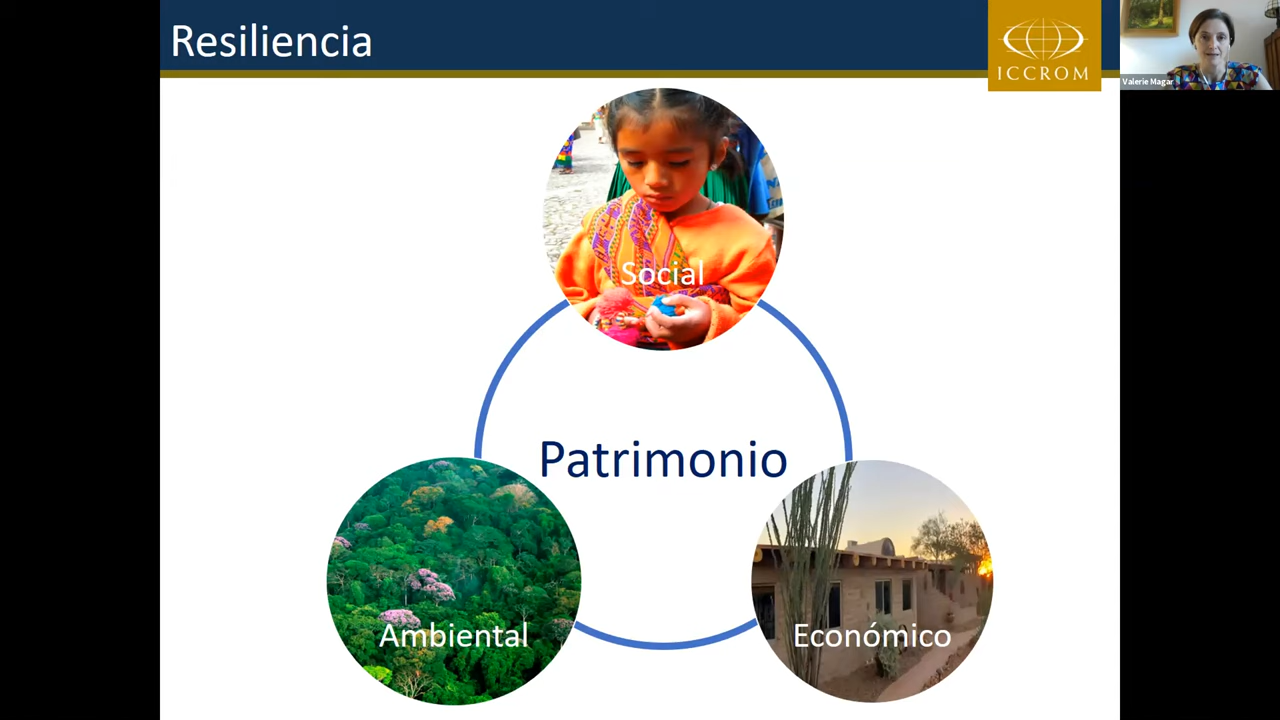 Resiliencia
ICCROM
Valerie Magar
Social
Patrimonio
Ambiental
Económico